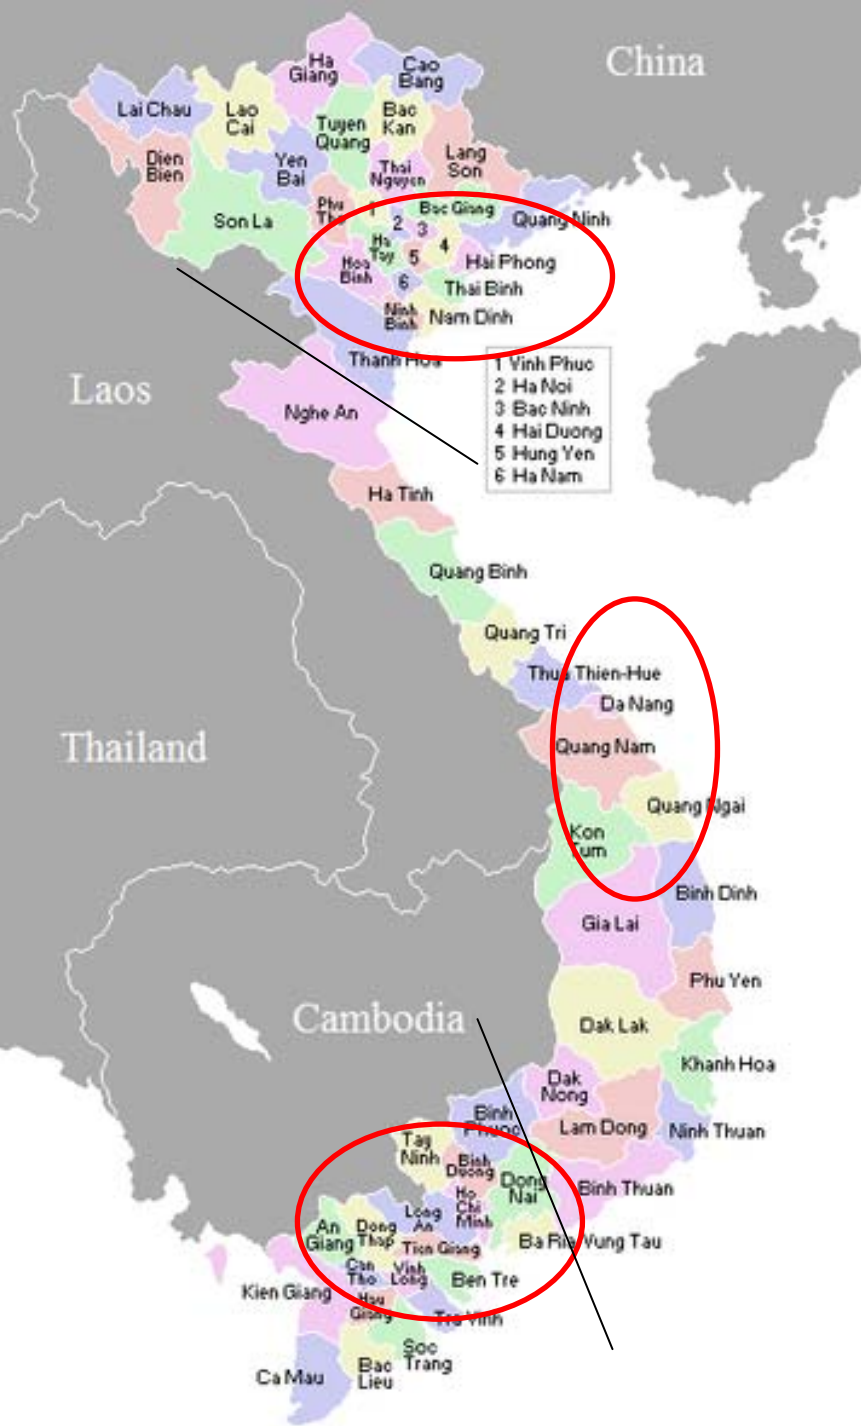 China
Ha
Giang
Cao
Bang
Lai Chau
Lao
Cai
Bac
Kan
Tuyen
Quang
Dien
Bien
Yen
Bai
Thai
Nguyen
Lang
Son
Son La
Phu
Tho
1
2
3
Bac Giang
Quang Ninh
Ha
Tay
5
4
Hoa
Binh
Hai Phong
6
Thai Binh
Ninh
Binh
Nam Dinh
Thanh Hoa
1 Vinh Phuc
2 Ha Noi
3 Bac Ninh
4 Hai Duong
5 Hung Yen
6 Ha Nam
Laos
Nghe An
Ha Tinh
Quang Binh
Quang Tri
Thua Thien-Hue
Da Nang
Thailand
Quang Nam
Quang Ngai
Kon
Tum
Binh Dinh
Gia Lai
Phu Yen
Cambodia
Dak Lak
Khanh Hoa
Dak
Nong
Binh
Phuoc
Lam Dong
Ninh Thuan
Tay
Ninh
Binh
Duong
Dong
Nai
Binh Thuan
Ho
Chi
Minh
Long
An
An
Giang
Dong
Thap
Tien Giang
Ba Ria Vung Tau
Can
Tho
Vinh
Long
Ben Tre
Kien Giang
Hau
Giang
Tra Vinh
Soc
Trang
Ca Mau
Bac
Lieu